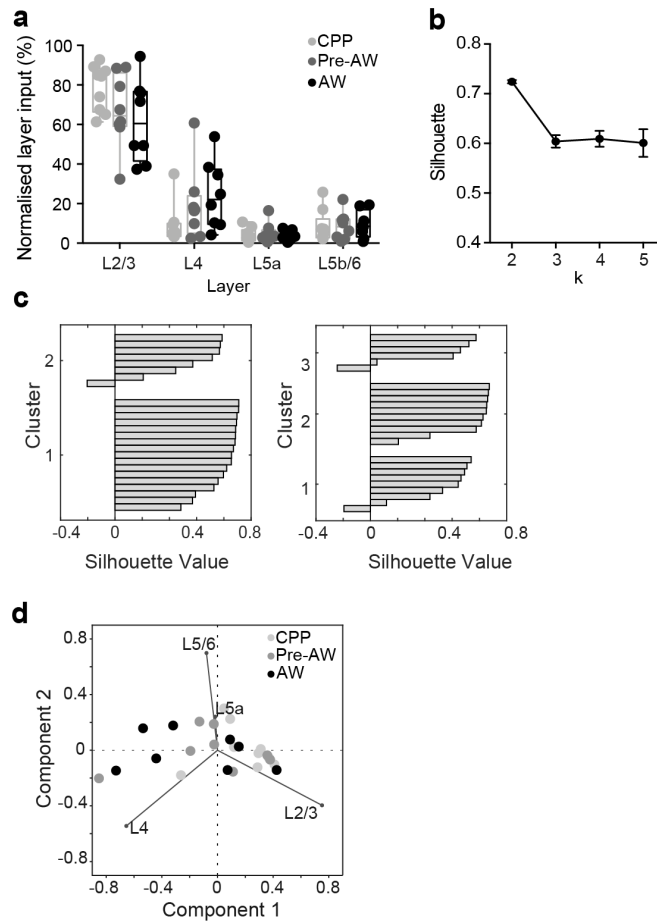 a
Normalised layer input (%)
100
80
60
40
20
0
CPP
Pre-AW
AW
L2/3 L4 L5a L5b/6
Layer
b
Silhouette
0.8
0.7
0.6
0.5
0.4
2 3 4 5
k
c
Cluster
2
1
-0.4 0 0.4 0.8
Silhouette Value
Cluster
3
2
1
-0.4 0 0.4 0.8
Silhouette Value
d
Component 2
0.8
0.4
0
-0.4
-0.8
L5/6
L5a
L4
L2/3
CPP
Pre-AW
AW
-0.8 -0.4 0 0.4 0.8
Component 1